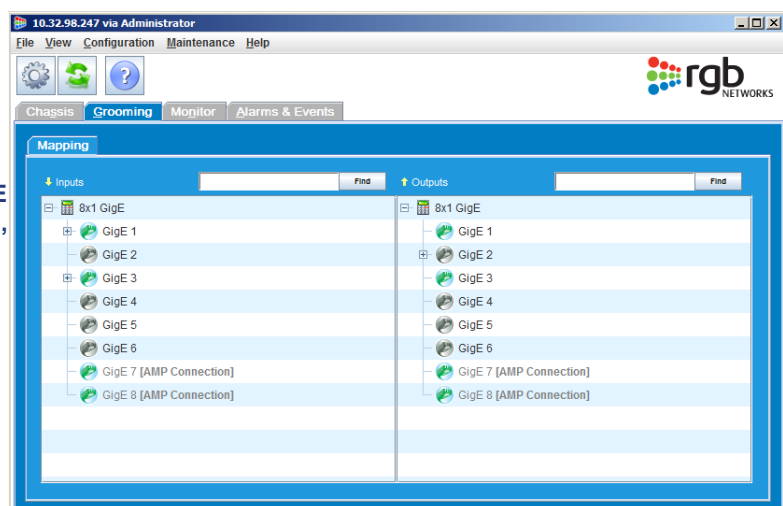 10.32.98.247 via Administrator
File View Configuration Maintenance Help
rgb
NETWORKS
Chassis Grooming Monitor Alarms & Events
Mapping
Inputs Find Outputs Find
E
,
8x1 GigE 8x1 GigE
GigE 1 GigE 1
GigE 2 GigE 2
GigE 3 GigE 3
GigE 4 GigE 4
GigE 5 GigE 5
GigE 6 GigE 6
GigE 7 [AMP Connection] GigE 7 [AMP Connection]
GigE 8 [AMP Connection] GigE 8 [AMP Connection]